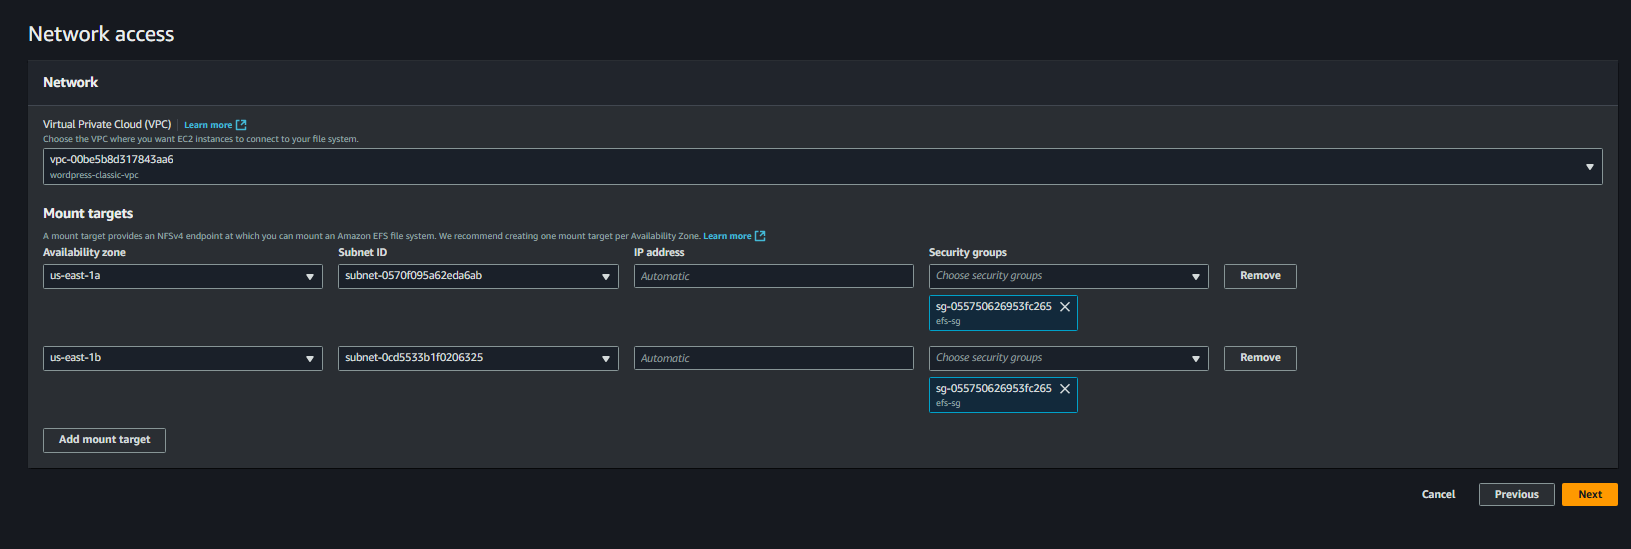 Network access
Network
Virtual Private Cloud (VPC) Learn more
Choose the VPC where you want EC2 instances to connect to your file system.
vpc-00be5b8d317843aa6
wordpress-classic-vpc
Mount targets
A mount target provides an NFSv4 endpoint at which you can mount an Amazon EFS file system. We recommend creating one mount target per Availability Zone. Learn more
Availability zone Subnet ID IP address Security groups
us-east-1a subnet-0570f095a62eda6ab Automatic Choose security groups Remove
sg-055750626953fc265
efs-sg
us-east-1b subnet-0cd5533b1f0206325 Automatic Choose security groups Remove
sg-055750626953fc265
efs-sg
Add mount target
Cancel Previous Next